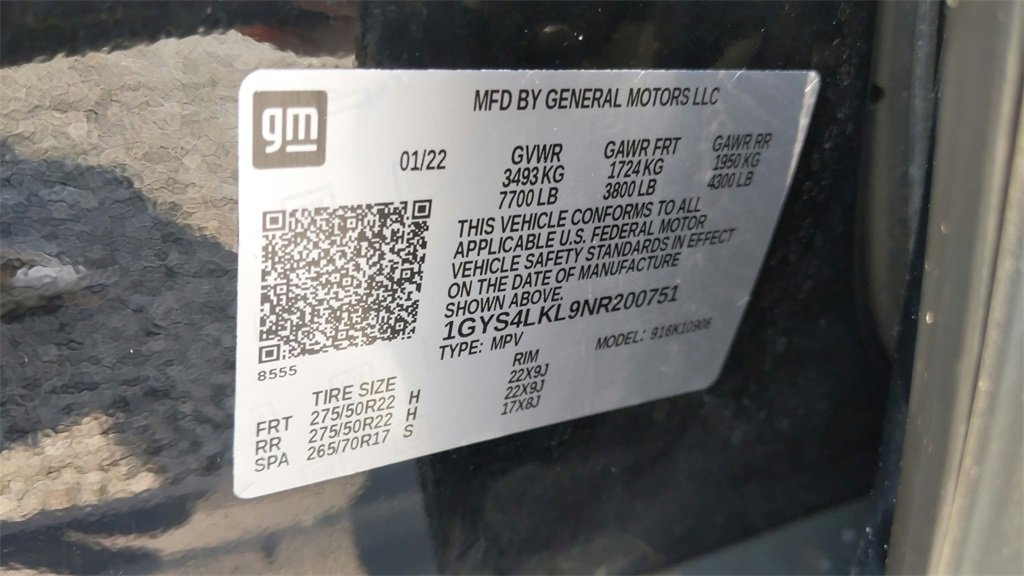 gm
MFD BY GENERAL MOTORS LLC
01/22
GVWR GAWR FRT GAWR RR
3493 KG 1724 KG 1950 KG
7700 LB 3800 LB 4300 LB
THIS VEHICLE CONFORMS TO ALL
APPLICABLE U.S. FEDERAL MOTOR
VEHICLE SAFETY STANDARDS IN EFFECT
ON THE DATE OF MANUFACTURE
SHOWN ABOVE.
1GYS4LKL9NR200751
TYPE: MPV MODEL: 916K10906
8555
TIRE SIZE RIM
FRT 275/50R22 H 22X9J
RR 275/50R22 H 22X9J
SPA 265/70R17 S 17X8J